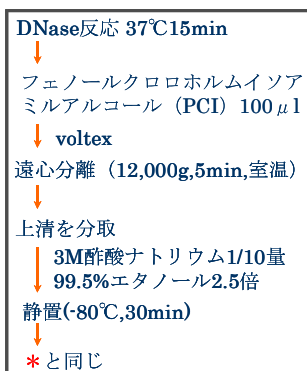 DNase反応 37℃15min
フェノールクロロホルムイソア
ミルアルコール（PCI）100μl
voltex
遠心分離（12,000g,5min,室温）
上清を分取
3M酢酸ナトリウム1/10量
99.5%エタノール2.5倍
静置(-80℃,30min)
＊と同じ